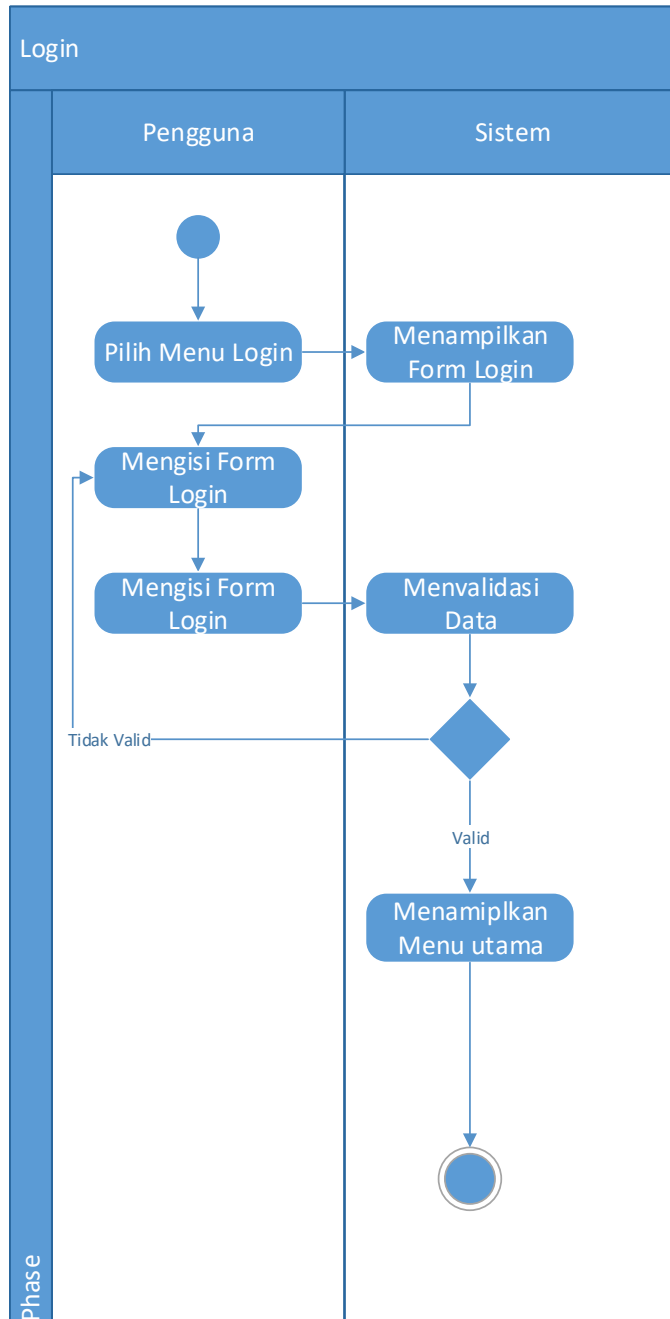 Login
Pengguna
Sistem
Pilih Menu Login
Menampilkan
Form Login
Mengisi Form
Login
Mengisi Form
Login
Menvalidasi
Data
Tidak Valid
Valid
Menamiplkan
Menu utama
Phase